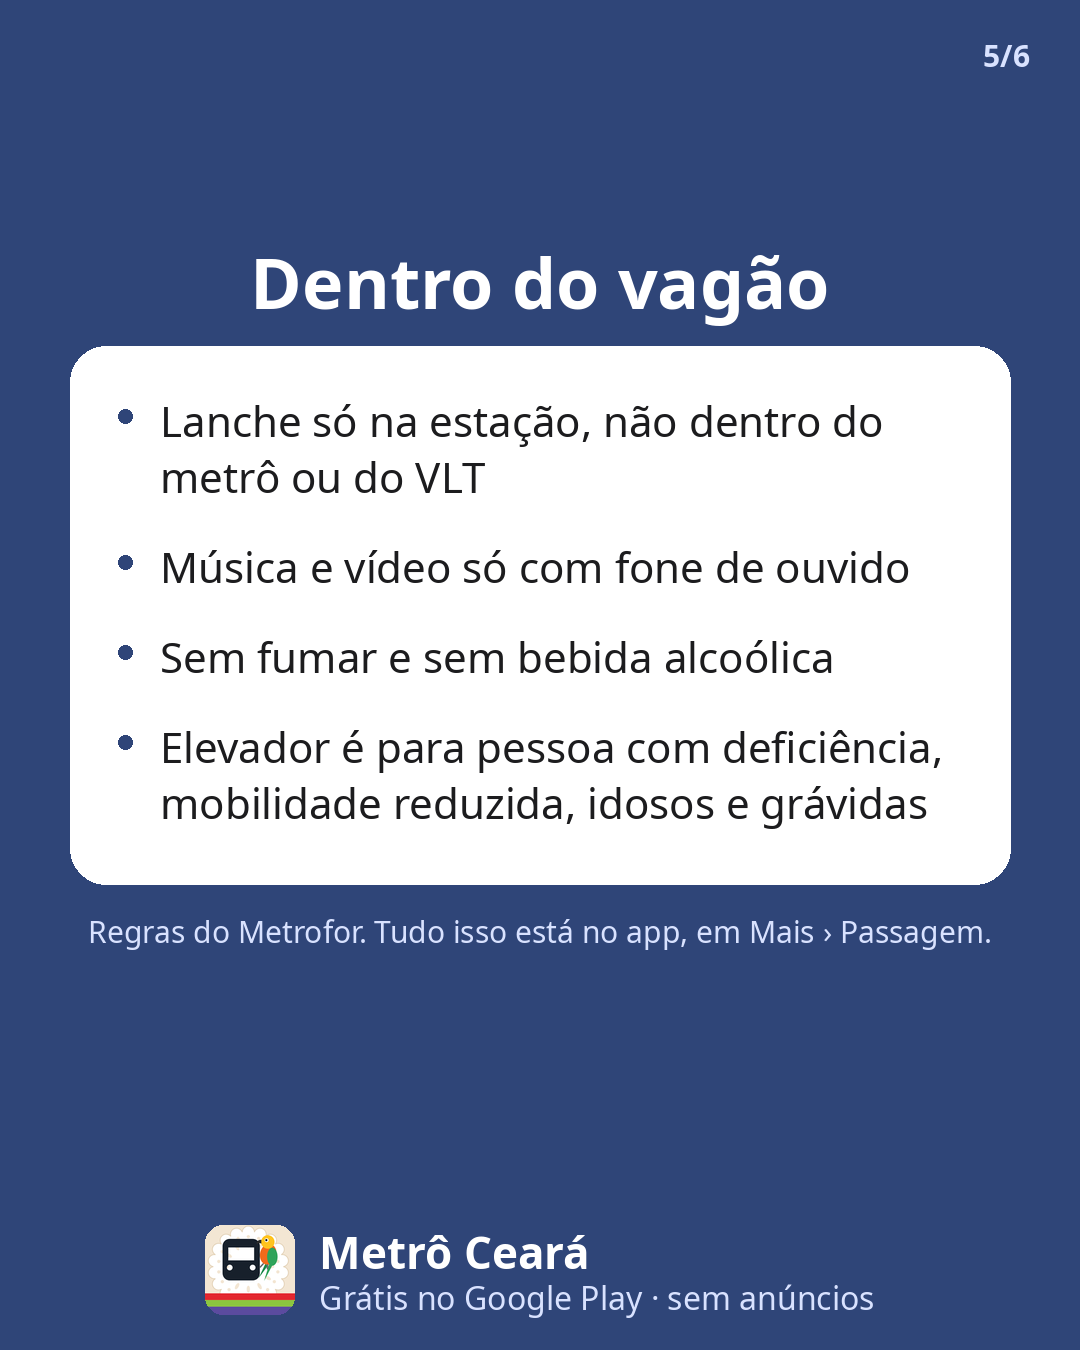 5/6
Dentro do vagão
• Lanche só na estação, não dentro do
metrô ou do VLT
• Música e vídeo só com fone de ouvido
• Sem fumar e sem bebida alcoólica
• Elevador é para pessoa com deficiência,
mobilidade reduzida, idosos e grávidas
Regras do Metrofor. Tudo isso está no app, em Mais › Passagem.
Metrô Ceará
Grátis no Google Play · sem anúncios